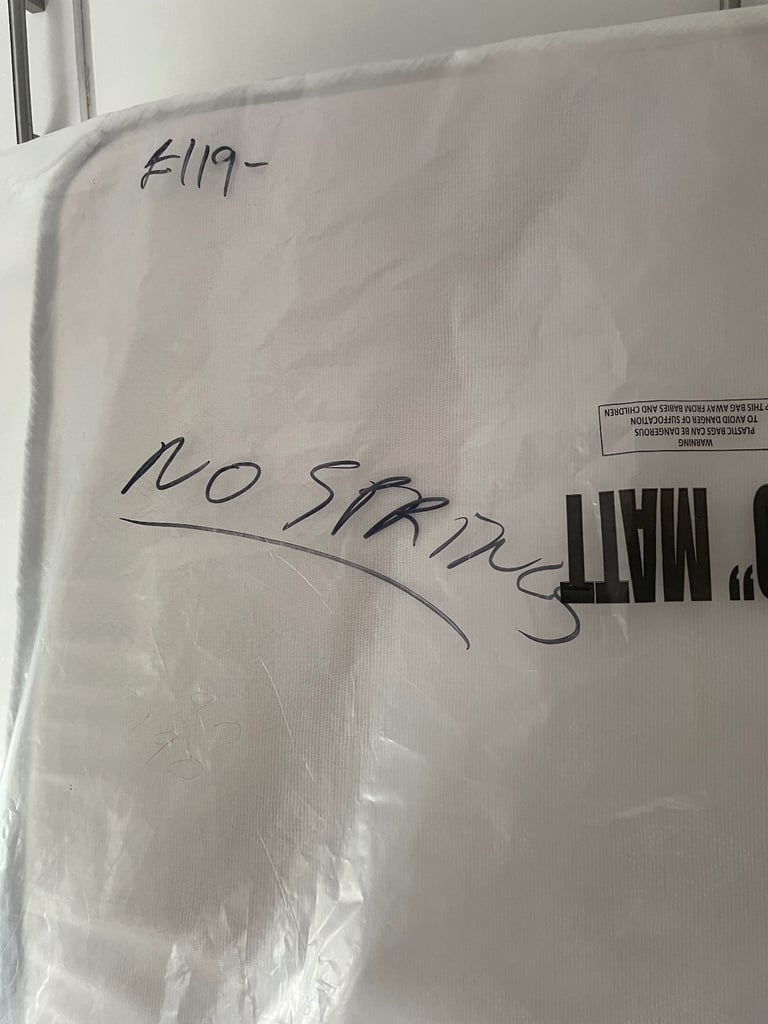 £119-
NO SPRINGS
WARNING
PLASTIC BAGS CAN BE DANGEROUS
TO AVOID DANGER OF SUFFOCATION
THIS BAG AWAY FROM BABIES AND CHILDREN
" MATT